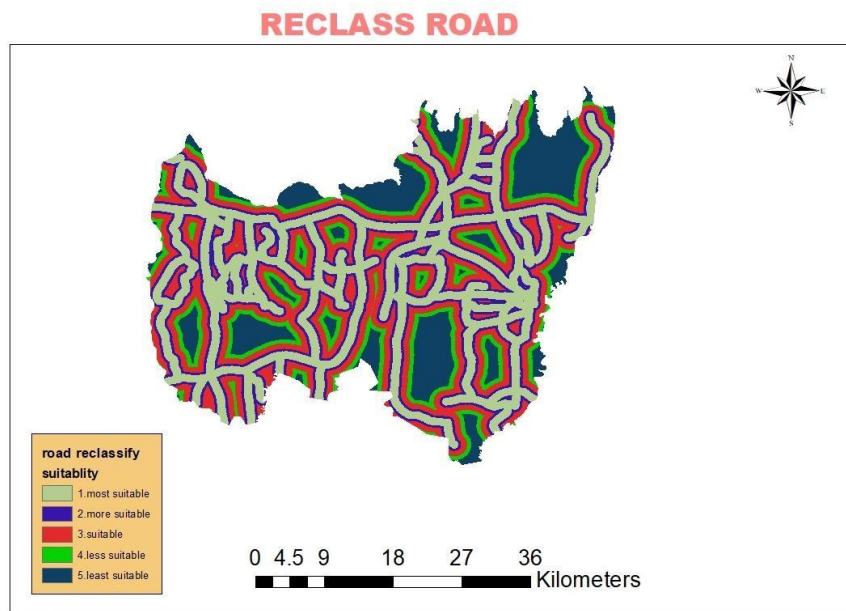 RECLASS ROAD
N
W E
S
road reclassify
suitablity
1.most suitable
2.more suitable
3.suitable
4.less suitable
5.least suitable
0 4.5 9 18 27 36
Kilometers